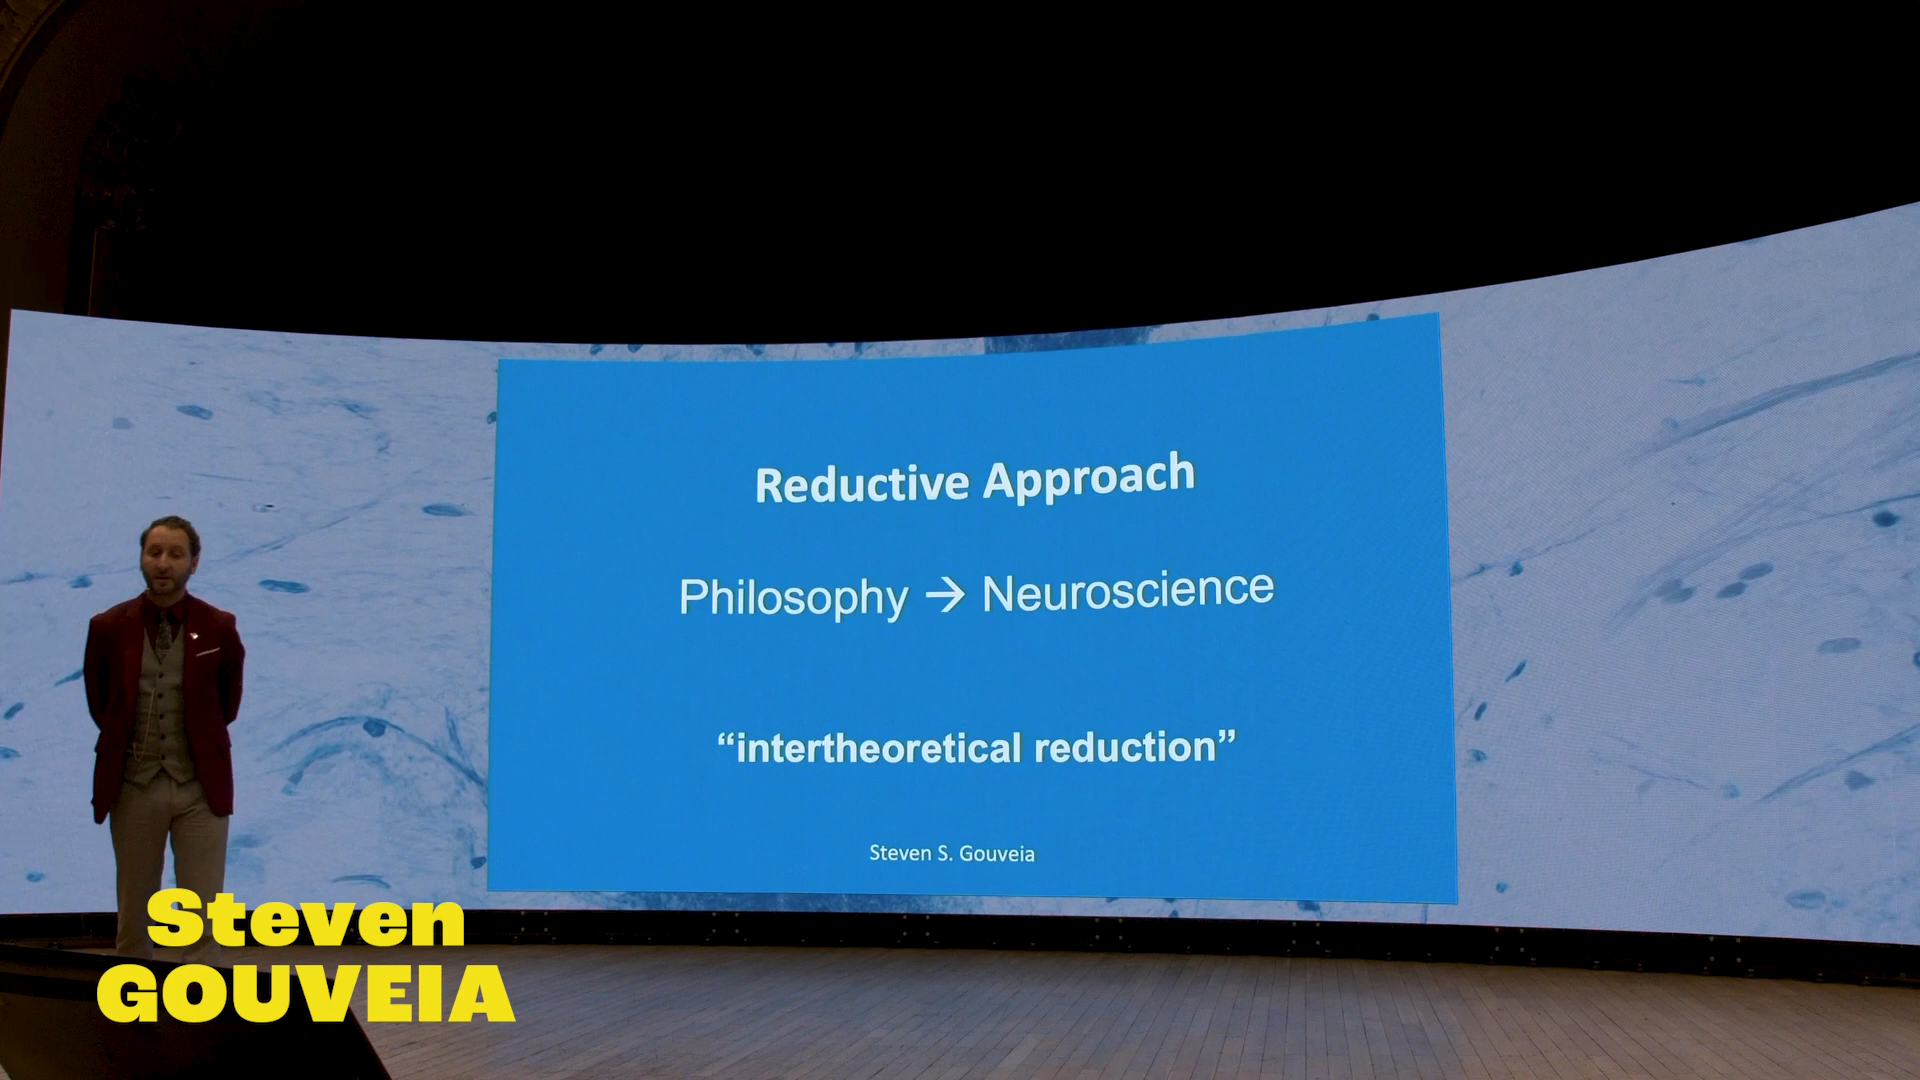 Reductive Approach
Philosophy → Neuroscience
“intertheoretical reduction”
Steven S. Gouveia
Steven
GOUVEIA